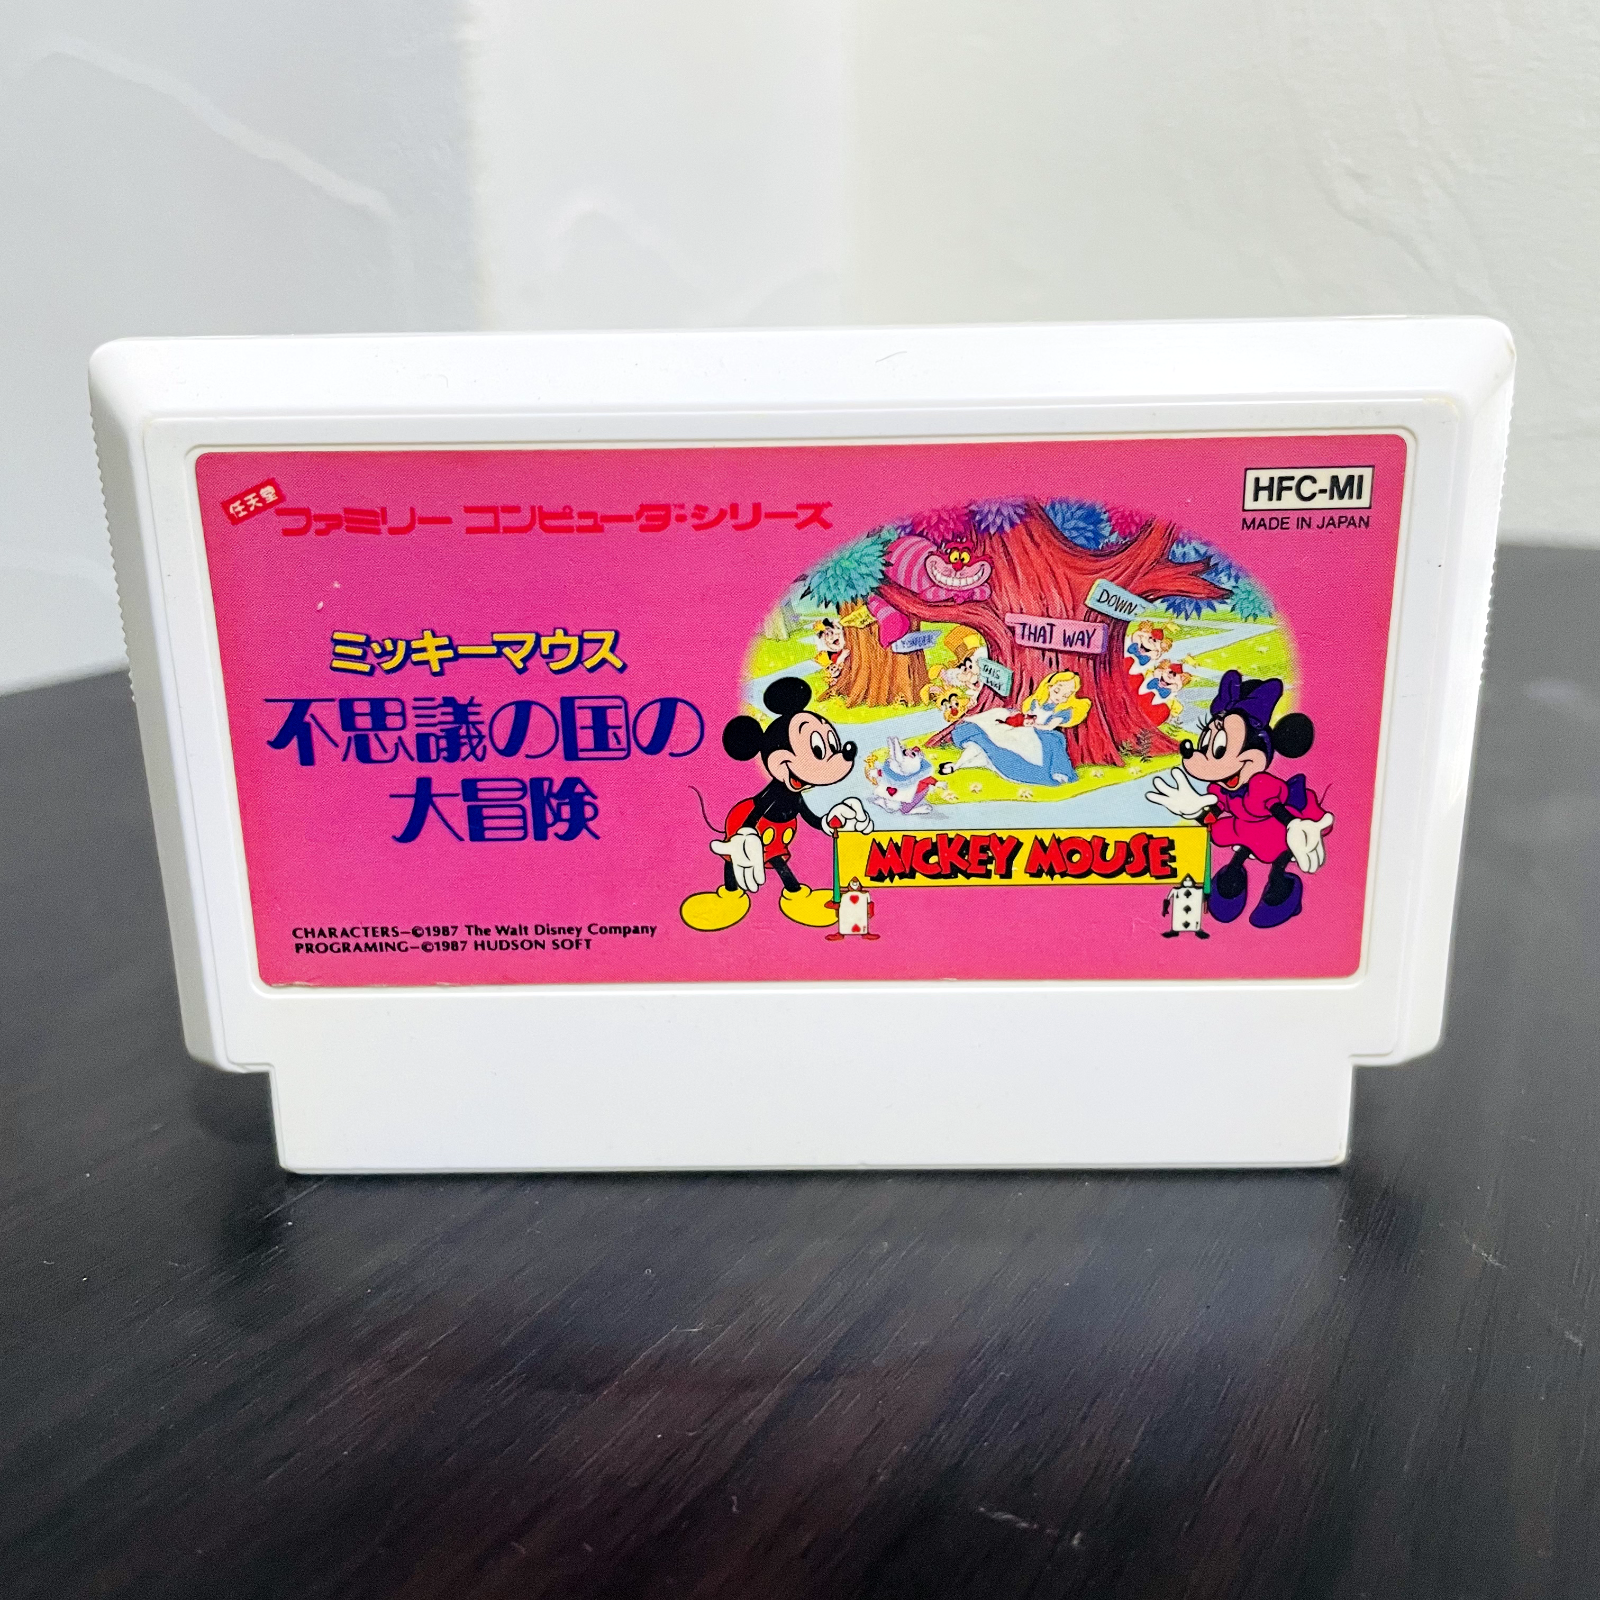 任天堂
ファミリー コンピュータ・シリーズ
HFC-MI
MADE IN JAPAN
ミッキーマウス
不思議の国の
大冒険
DOWN
THAT WAY
THIS WAY
MICKEY MOUSE
CHARACTERS–©1987 The Walt Disney Company
PROGRAMING–©1987 HUDSON SOFT